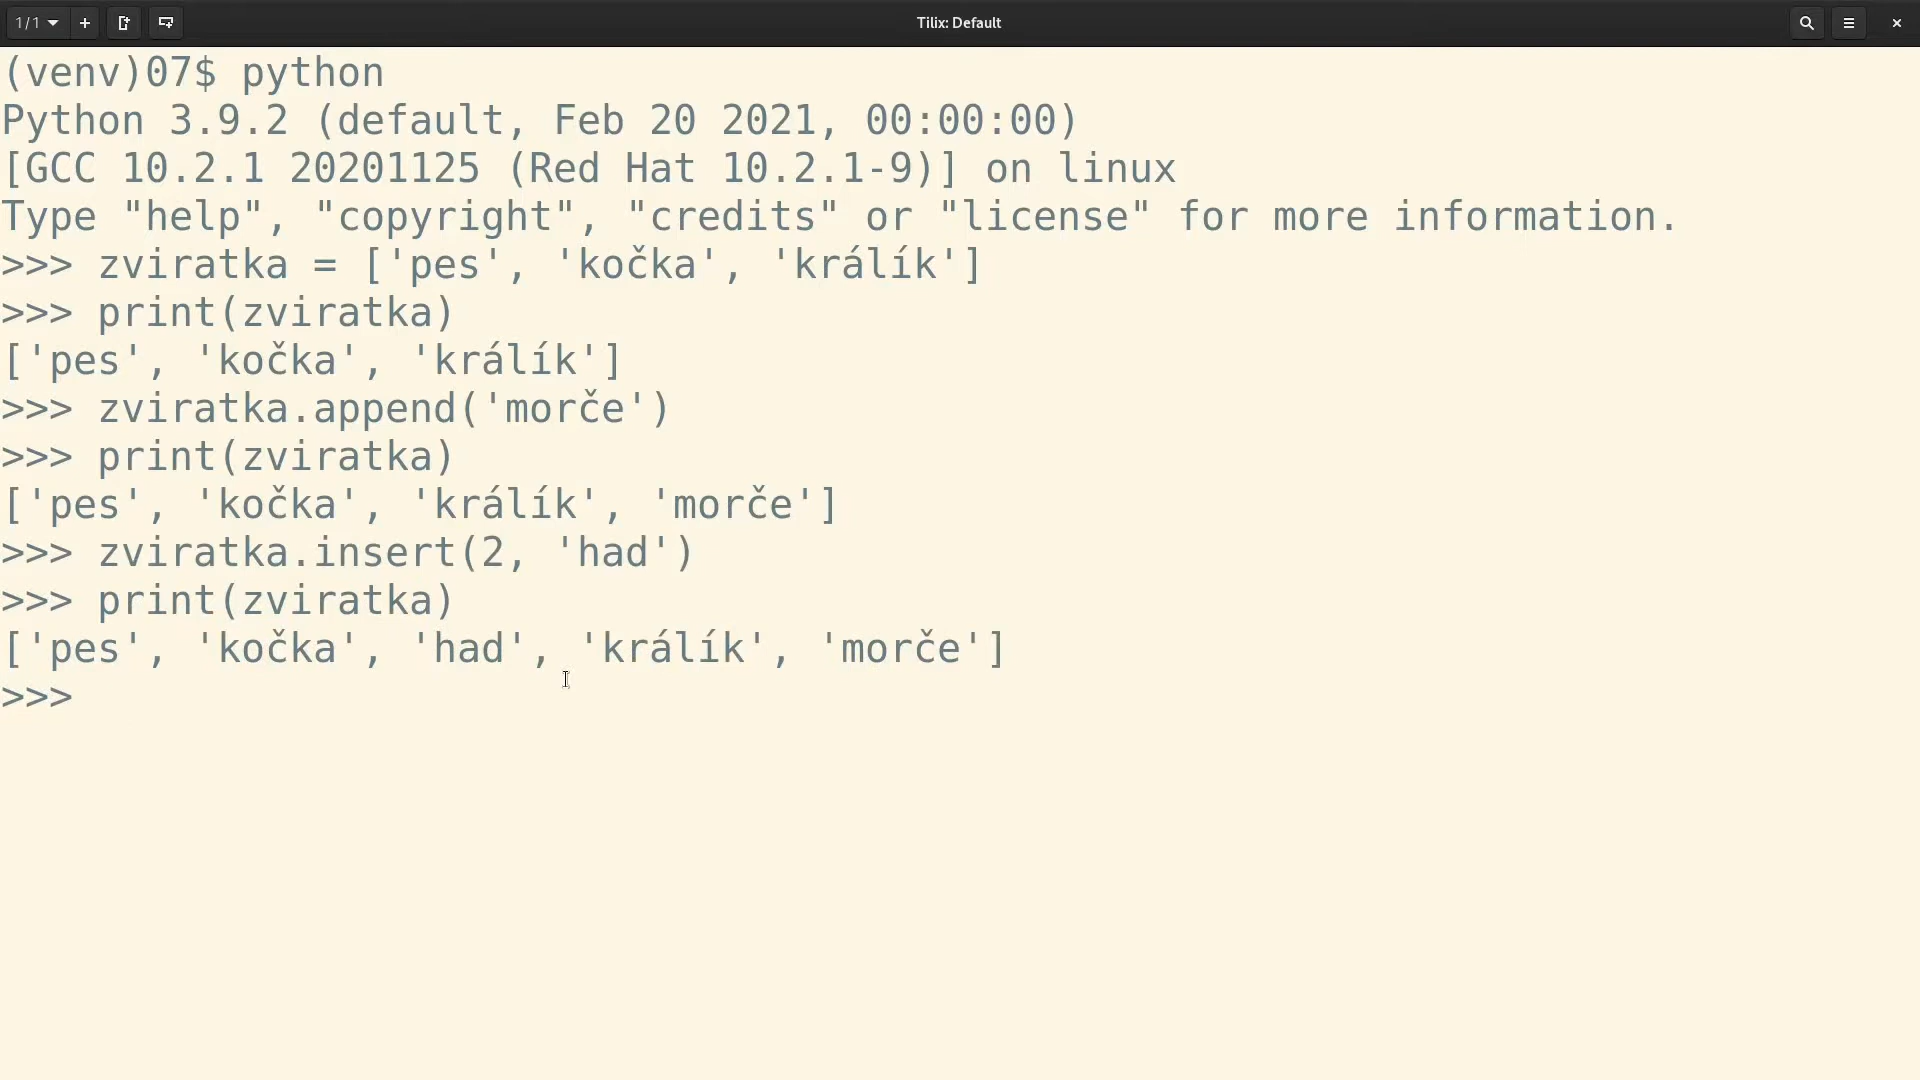 1/1
Tilix: Default
(venv)07$ python
Python 3.9.2 (default, Feb 20 2021, 00:00:00)
[GCC 10.2.1 20201125 (Red Hat 10.2.1-9)] on linux
Type "help", "copyright", "credits" or "license" for more information.
>>> zviratka = ['pes', 'kočka', 'králík']
>>> print(zviratka)
['pes', 'kočka', 'králík']
>>> zviratka.append('morče')
>>> print(zviratka)
['pes', 'kočka', 'králík', 'morče']
>>> zviratka.insert(2, 'had')
>>> print(zviratka)
['pes', 'kočka', 'had', 'králík', 'morče']
>>>